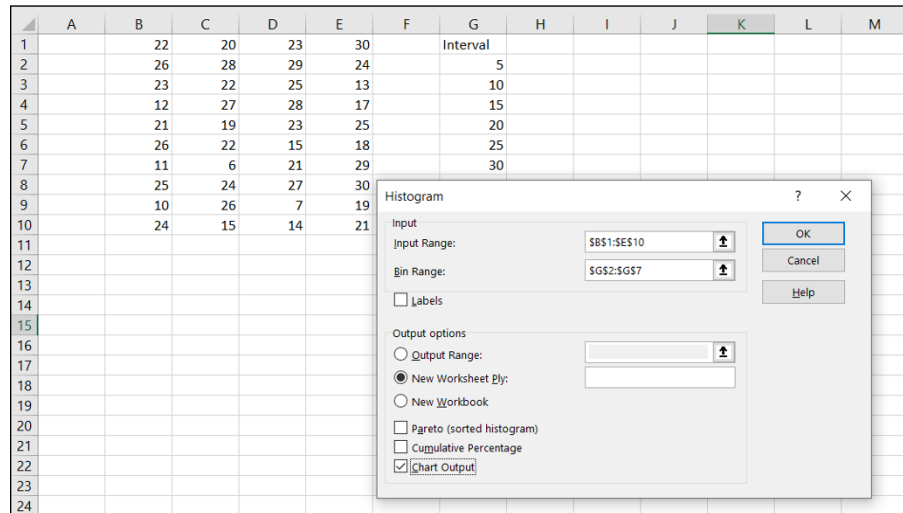 A B C D E F G H I J K L M
1 22 20 23 30 Interval
2 26 28 29 24 5
3 23 22 25 13 10
4 12 27 28 17 15
5 21 19 23 25 20
6 26 22 15 18 25
7 11 6 21 29 30
8 25 24 27 30
9 10 26 7 19
10 24 15 14 21
11
12
13
14
15
16
17
18
19
20
21
22
23
24
Histogram ? ×
Input
Input Range: $B$1:$E$10
Bin Range: $G$2:$G$7
Labels
Output options
Output Range:
New Worksheet Ply:
New Workbook
Pareto (sorted histogram)
Cumulative Percentage
Chart Output
OK
Cancel
Help